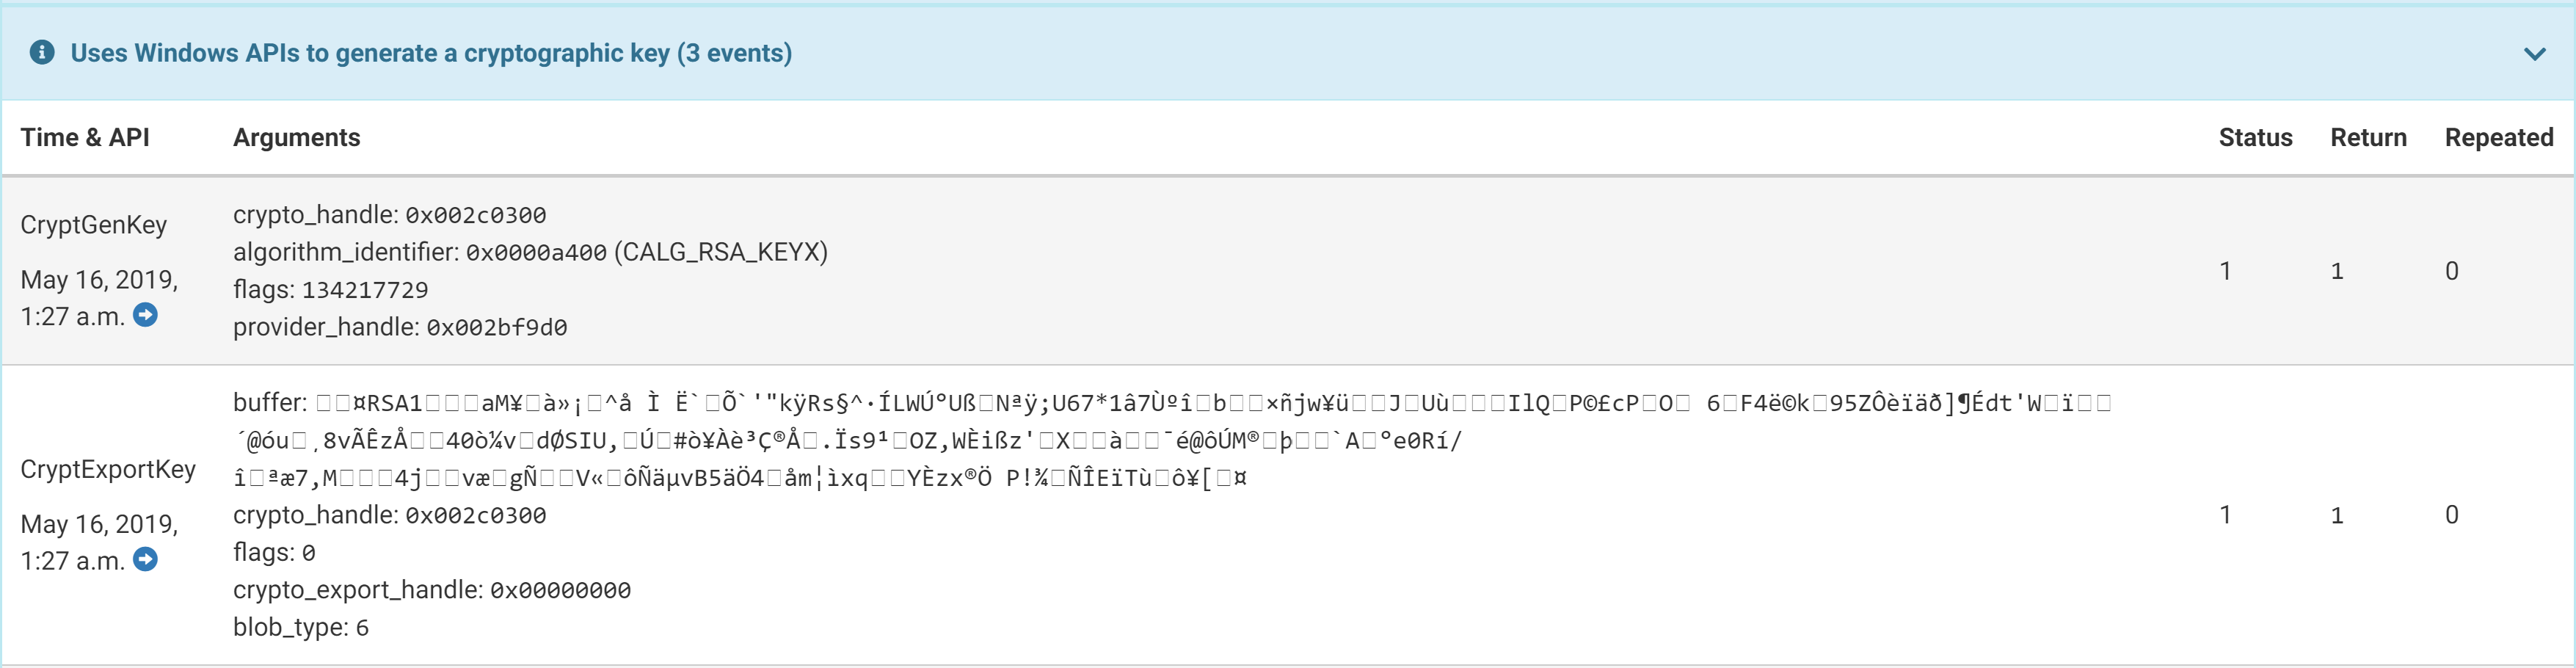 Uses Windows APIs to generate a cryptographic key (3 events)
Time & API Arguments Status Return Repeated
CryptGenKey
May 16, 2019,
1:27 a.m.
crypto_handle: 0x002c0300
algorithm_identifier: 0x0000a400 (CALG_RSA_KEYX)
flags: 134217729
provider_handle: 0x002bf9d0
1 1 0
CryptExportKey
May 16, 2019,
1:27 a.m.
buffer: □□¤RSA1□□□aM¥□à»¡□^å Ì Ë`□Õ`'"kÿRs§^·ÍLWÚ°Uß□Nªÿ;U67*1â7Ùºî□b□□×ñjw¥ü□□J□Uù□□□IlQ□P©£cP□O□ 6□F4ë©k□95ZÔèïäð]¶Édt'W□ï□□
´@óu□¸8vÃÊzÅ□□40ò¼v□dØSIU,□Ú□#ò¥Àè³Ç®Å□.Ïs9¹□OZ,WÈißz'□X□□à□□¯é@ôÚM®□þ□□`A□°e0Rí/
î□ªæ7,M□□□4j□□væ□gÑ□□V«□ôÑäµvB5äÖ4□åm¦ìxq□□YÈzx®Ö P!¾□ÑÎEïTù□ô¥[□¤
crypto_handle: 0x002c0300
flags: 0
crypto_export_handle: 0x00000000
blob_type: 6
1 1 0